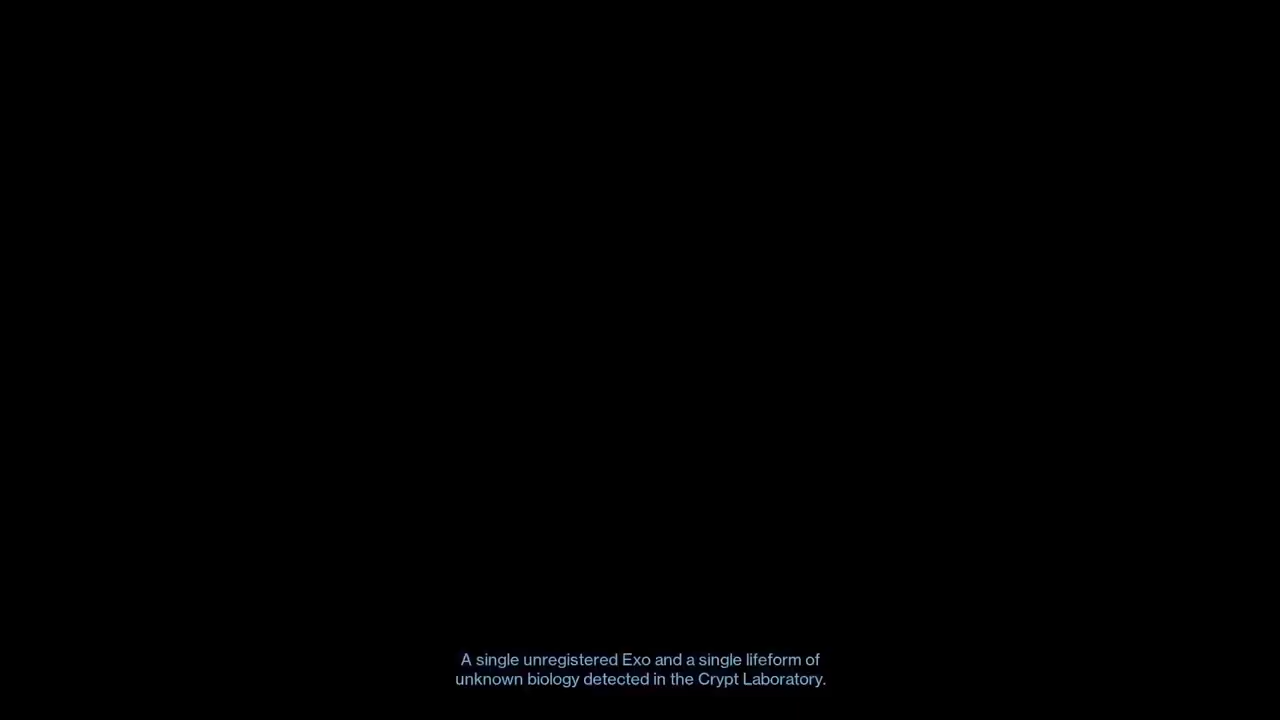 A single unregistered Exo and a single lifeform of
unknown biology detected in the Crypt Laboratory.